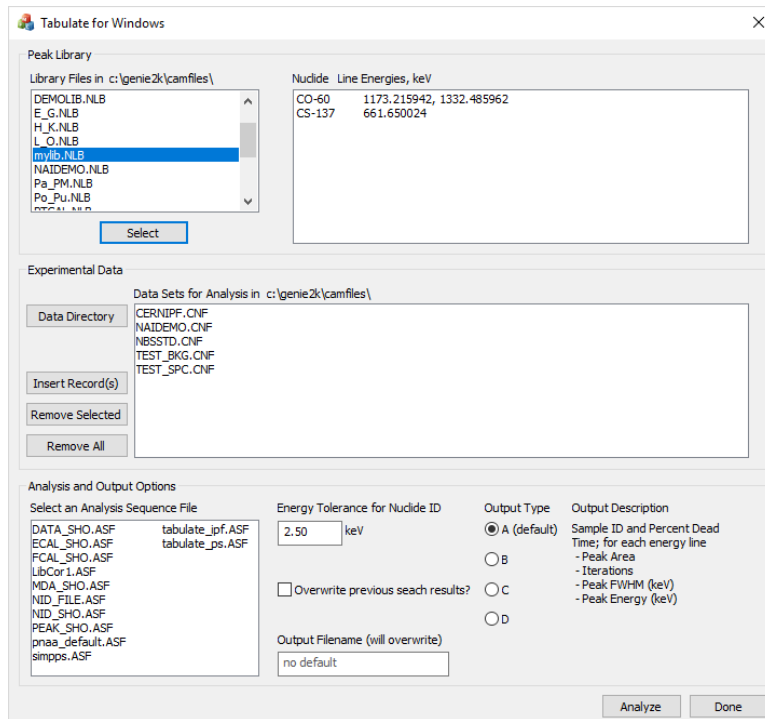 Tabulate for Windows
Peak Library
Library Files in c:\genie2k\camfiles\
DEMOLIB.NLB
E_G.NLB
H_K.NLB
L_O.NLB
mylib.NLB
NAIDEMO.NLB
Pa_PM.NLB
Po_Pu.NLB
Select
Nuclide Line Energies, keV
CO-60 1173.215942, 1332.485962
CS-137 661.650024
Experimental Data
Data Sets for Analysis in c:\genie2k\camfiles\
Data Directory
Insert Record(s)
Remove Selected
Remove All
CERNIPF.CNF
NAIDEMO.CNF
NBSSTD.CNF
TEST_BKG.CNF
TEST_SPC.CNF
Analysis and Output Options
Select an Analysis Sequence File
DATA_SHO.ASF tabulate_ipf.ASF
ECAL_SHO.ASF tabulate_ps.ASF
FCAL_SHO.ASF
LibCor1.ASF
MDA_SHO.ASF
NID_FILE.ASF
NID_SHO.ASF
PEAK_SHO.ASF
pnaa_default.ASF
simpps.ASF
Energy Tolerance for Nuclide ID
2.50 keV
Overwrite previous seach results?
Output Filename (will overwrite)
no default
Output Type
A (default)
B
C
D
Output Description
Sample ID and Percent Dead
Time; for each energy line
- Peak Area
- Iterations
- Peak FWHM (keV)
- Peak Energy (keV)
Analyze
Done